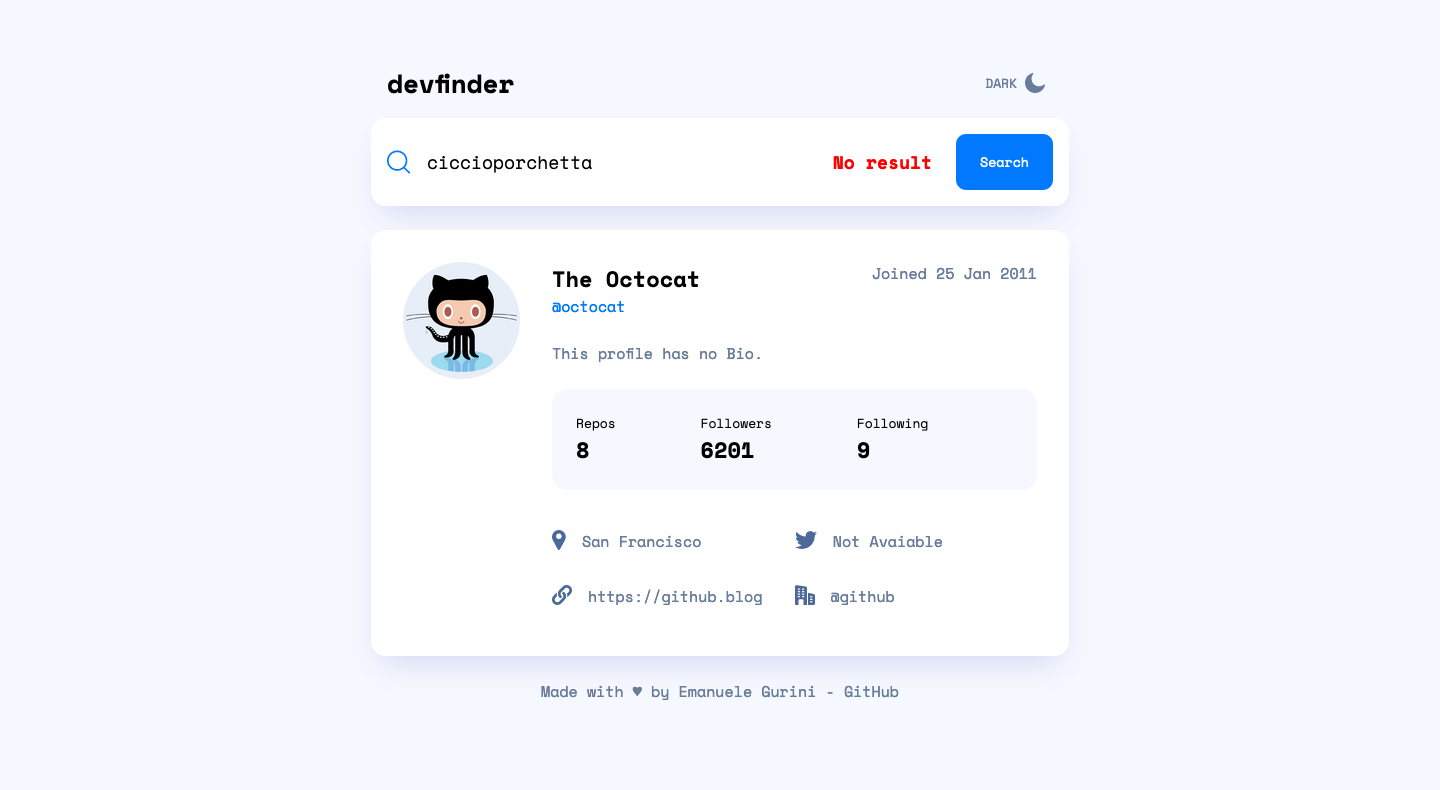 devfinder
DARK
ciccioporchetta No result Search
The Octocat Joined 25 Jan 2011
@octocat
This profile has no Bio.
Repos Followers Following
8 6201 9
San Francisco Not Avaiable
https://github.blog @github
Made with ♥ by Emanuele Gurini - GitHub